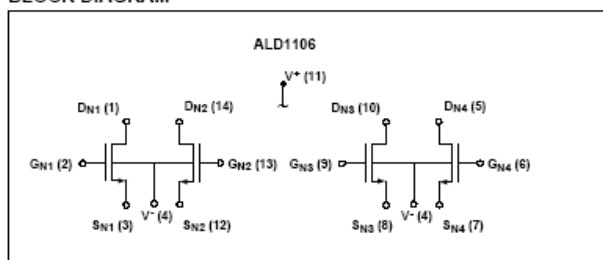 BLOCK DIAGRAM
ALD1106
V+ (11)
DN1 (1)
DN2 (14)
DN3 (10)
DN4 (5)
GN1 (2)
GN2 (13)
GN3 (9)
GN4 (6)
SN1 (3)
V- (4)
SN2 (12)
SN3 (8)
V- (4)
SN4 (7)